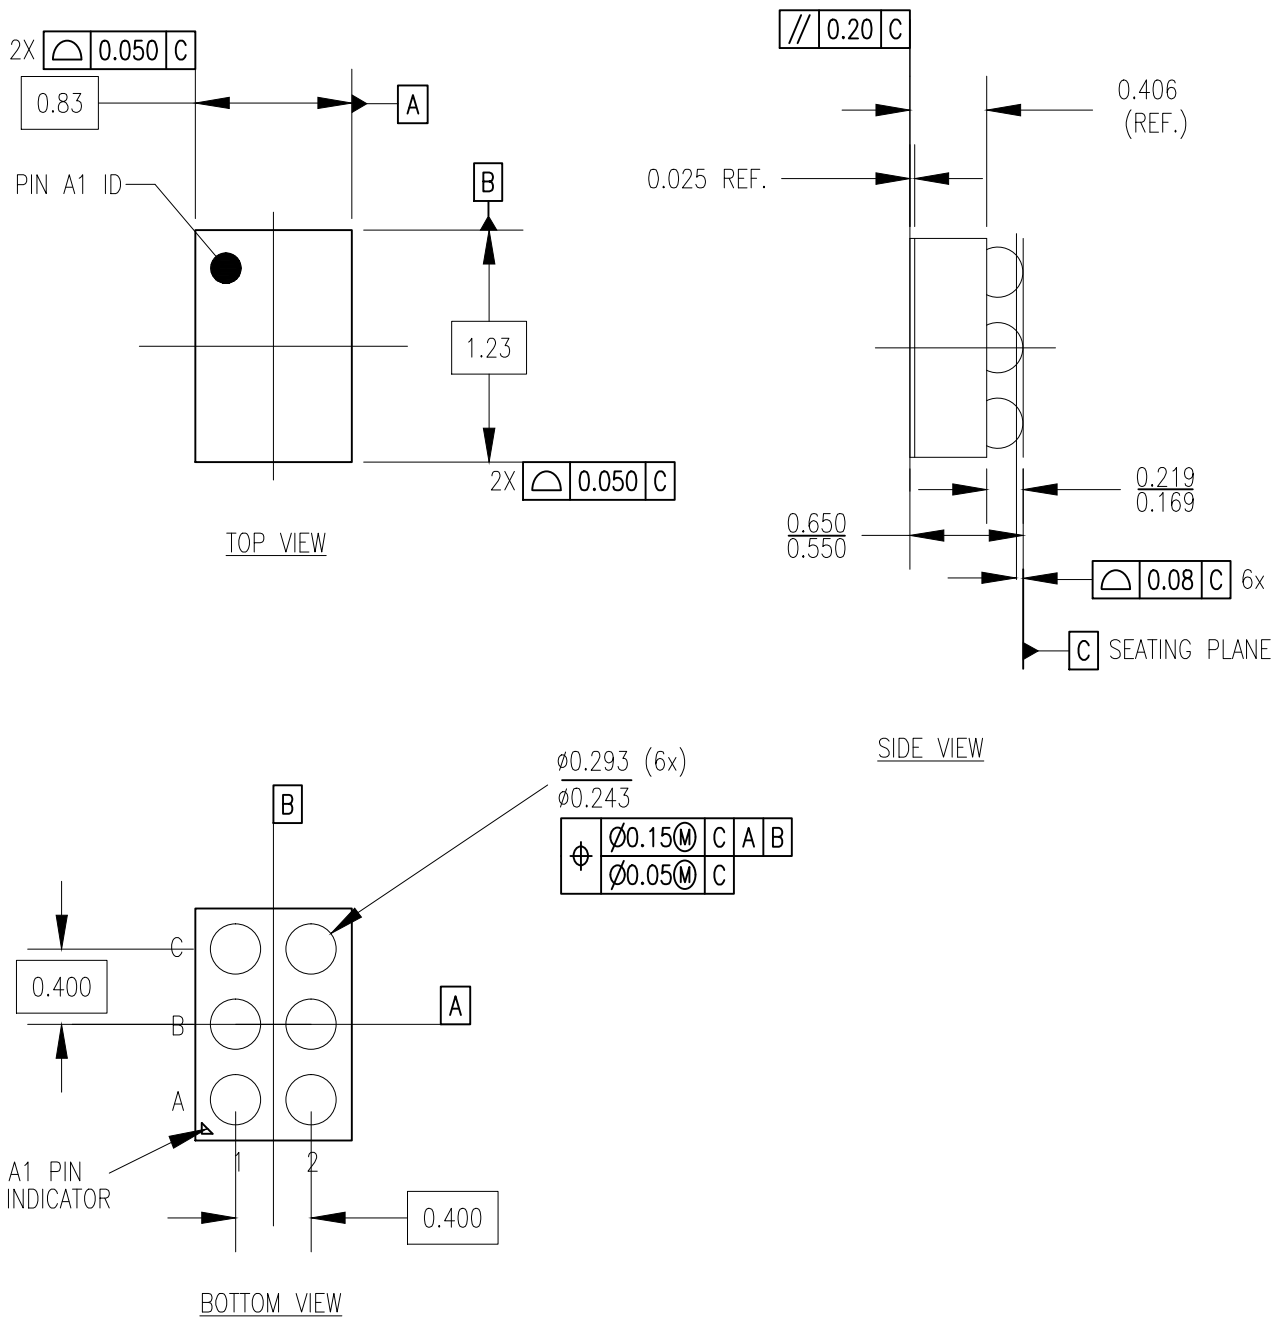 2X ⌓ 0.050 C
0.83
A
PIN A1 ID
B
1.23
2X ⌓ 0.050 C
TOP VIEW
// 0.20 C
0.406
(REF.)
0.025 REF.
0.219
0.169
0.650
0.550
⌓ 0.08 C 6x
C SEATING PLANE
SIDE VIEW
B
ø0.293 (6x)
ø0.243
⌖ Ø0.15Ⓜ C A B
Ø0.05Ⓜ C
C
0.400
A
B
A
A1 PIN
INDICATOR
1 2
0.400
BOTTOM VIEW